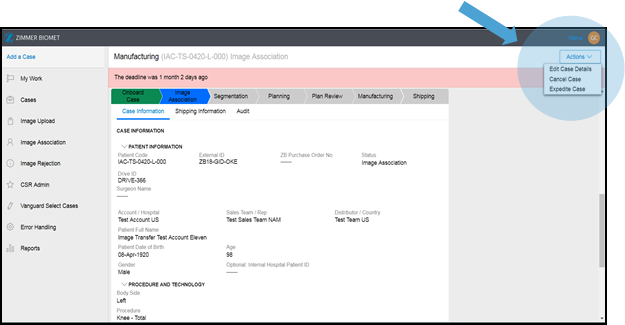 ZIMMER BIOMET
Menu GC
Add a Case
Manufacturing (IAC-TS-0420-L-000) Image Association
Actions
Edit Case Details
Cancel Case
Expedite Case
The deadline was 1 month 2 days ago
My Work
Cases
Image Upload
Image Association
Image Rejection
CSR Admin
Vanguard Select Cases
Error Handling
Reports
Onboard Case
Image Association
Segmentation
Planning
Plan Review
Manufacturing
Shipping
Case Information Shipping Information Audit
CASE INFORMATION
PATIENT INFORMATION
Patient Code External ID ZB Purchase Order No Status
IAC-TS-0420-L-000 ZB18-GID-OKE ----- Image Association
Drive ID
DRIVE-366
Surgeon Name
-----
Account / Hospital Sales Team / Rep Distributor / Country
Test Account US Test Sales Team NAM Test Team US
Patient Full Name
Image Transfer Test Account Eleven
Patient Date of Birth Age
08-Apr-1920 98
Gender Optional: Internal Hospital Patient ID
Male -----
PROCEDURE AND TECHNOLOGY
Body Side
Left
Procedure
Knee - Total